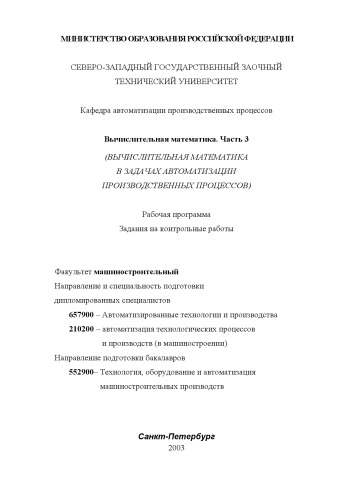 МИНИСТЕРСТВО ОБРАЗОВАНИЯ РОССИЙСКОЙ ФЕДЕРАЦИИ
СЕВЕРО-ЗАПАДНЫЙ ГОСУДАРСТВЕННЫЙ ЗАОЧНЫЙ
ТЕХНИЧЕСКИЙ УНИВЕРСИТЕТ
Кафедра автоматизации производственных процессов
Вычислительная математика. Часть 3
(ВЫЧИСЛИТЕЛЬНАЯ МАТЕМАТИКА
В ЗАДАЧАХ АВТОМАТИЗАЦИИ
ПРОИЗВОДСТВЕННЫХ ПРОЦЕССОВ)
Рабочая программа
Задания на контрольные работы
Факультет машиностроительный
Направление и специальность подготовки
дипломированных специалистов
657900 – Автоматизированные технологии и производства
210200 – автоматизация технологических процессов
и производств (в машиностроении)
Направление подготовки бакалавров
552900– Технология, оборудование и автоматизация
машиностроительных производств
Санкт-Петербург
2003